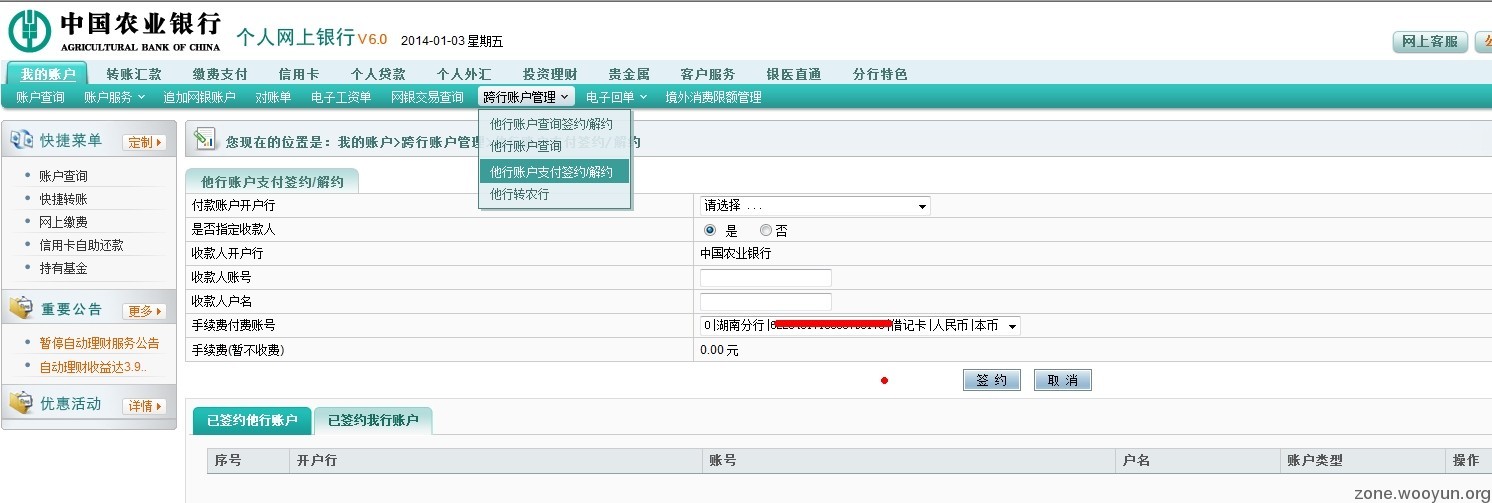 中国农业银行
AGRICULTURAL BANK OF CHINA
个人网上银行V6.0 2014-01-03 星期五
网上客服
我的账户 转账汇款 缴费支付 信用卡 个人贷款 个人外汇 投资理财 贵金属 客户服务 银医直通 分行特色
账户查询 账户服务 追加网银账户 对账单 电子工资单 网银交易查询 跨行账户管理 电子回单 境外消费限额管理
他行账户查询签约/解约
他行账户查询
他行账户支付签约/解约
他行转农行
快捷菜单 定制
账户查询
快捷转账
网上缴费
信用卡自助还款
持有基金
重要公告 更多
暂停自动理财服务公告
自动理财收益达3.9..
优惠活动 详情
您现在的位置是：我的账户>跨行账户管理
他行账户支付签约/解约
付款账户开户行 请选择 ...
是否指定收款人 是 否
收款人开户行 中国农业银行
收款人账号
收款人户名
手续费付费账号 0|湖南分行| |借记卡|人民币|本币
手续费(暂不收费) 0.00 元
签 约 取 消
已签约他行账户 已签约我行账户
序号 开户行 账号 户名 账户类型 操作
zone.wooyun.org